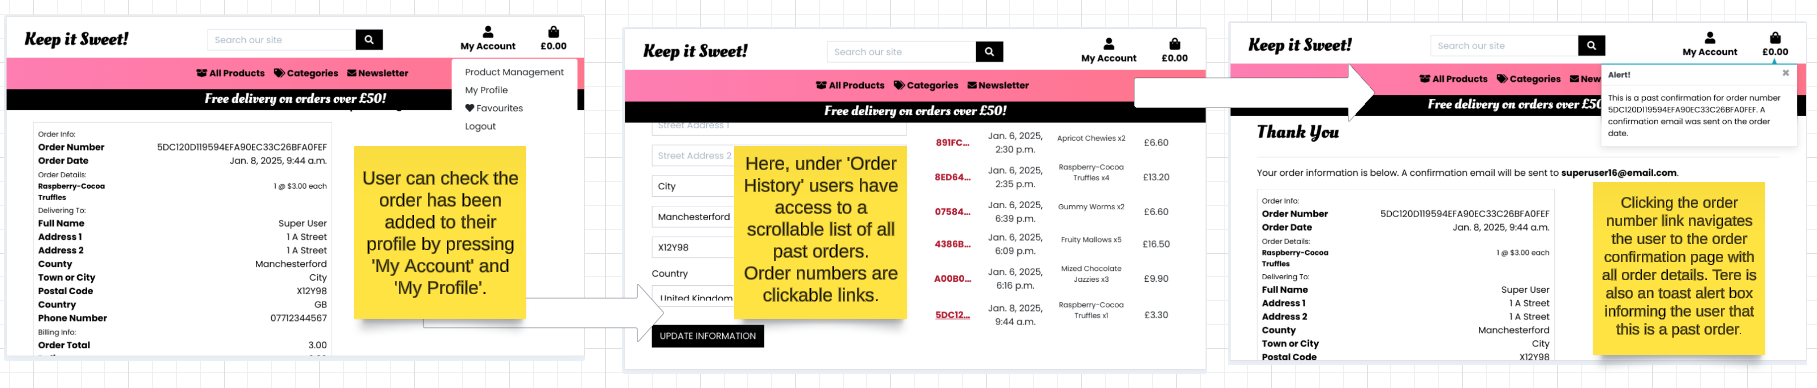 Keep it Sweet!
Search our site
My Account
£0.00
All Products
Categories
Newsletter
Product Management
My Profile
Favourites
Logout
Free delivery on orders over £50!
Order Info:
Order Number 5DC120D119594EFA90EC33C26BFA0FEF
Order Date Jan. 8, 2025, 9:44 a.m.
Order Details:
Raspberry-Cocoa 1 @ $3.00 each
Truffles
Delivering To:
Full Name Super User
Address 1 1 A Street
Address 2 1 A Street
County Manchesterford
Town or City City
Postal Code X12Y98
Country GB
Phone Number 07712344567
Billing Info:
Order Total 3.00
User can check the
order has been
added to their
profile by pressing
'My Account' and
'My Profile'.
Keep it Sweet!
Search our site
My Account
£0.00
All Products
Categories
Newsletter
Free delivery on orders over £50!
Street Address 1
Street Address 2
City
Manchesterford
X12Y98
Country
United Kingdom
UPDATE INFORMATION
Here, under 'Order
History' users have
access to a
scrollable list of all
past orders.
Order numbers are
clickable links.
891FC... Jan. 6, 2025, Apricot Chewies x2 £6.60
2:30 p.m.
8ED64... Jan. 6, 2025, Raspberry-Cocoa £13.20
2:35 p.m. Truffles x4
07584... Jan. 6, 2025, Gummy Worms x2 £6.60
6:39 p.m.
4386B... Jan. 6, 2025, Fruity Mallows x5 £16.50
6:09 p.m.
A00B0... Jan. 6, 2025, Mized Chocolate £9.90
6:16 p.m. Jazzies x3
5DC12... Jan. 8, 2025, Raspberry-Cocoa £3.30
9:44 a.m. Truffles x1
Keep it Sweet!
Search our site
My Account
£0.00
All Products
Categories
New
Free delivery on orders over £50
Alert!
×
This is a past confirmation for order number
5DC120D119594EFA90EC33C26BFA0FEF. A
confirmation email was sent on the order
date.
Thank You
Your order information is below. A confirmation email will be sent to superuser16@email.com.
Order Info:
Order Number 5DC120D119594EFA90EC33C26BFA0FEF
Order Date Jan. 8, 2025, 9:44 a.m.
Order Details:
Raspberry-Cocoa 1 @ $3.00 each
Truffles
Delivering To:
Full Name Super User
Address 1 1 A Street
Address 2 1 A Street
County Manchesterford
Town or City City
Postal Code X12Y98
Clicking the order
number link navigates
the user to the order
confirmation page with
all order details. Tere is
also an toast alert box
informing the user that
this is a past order.